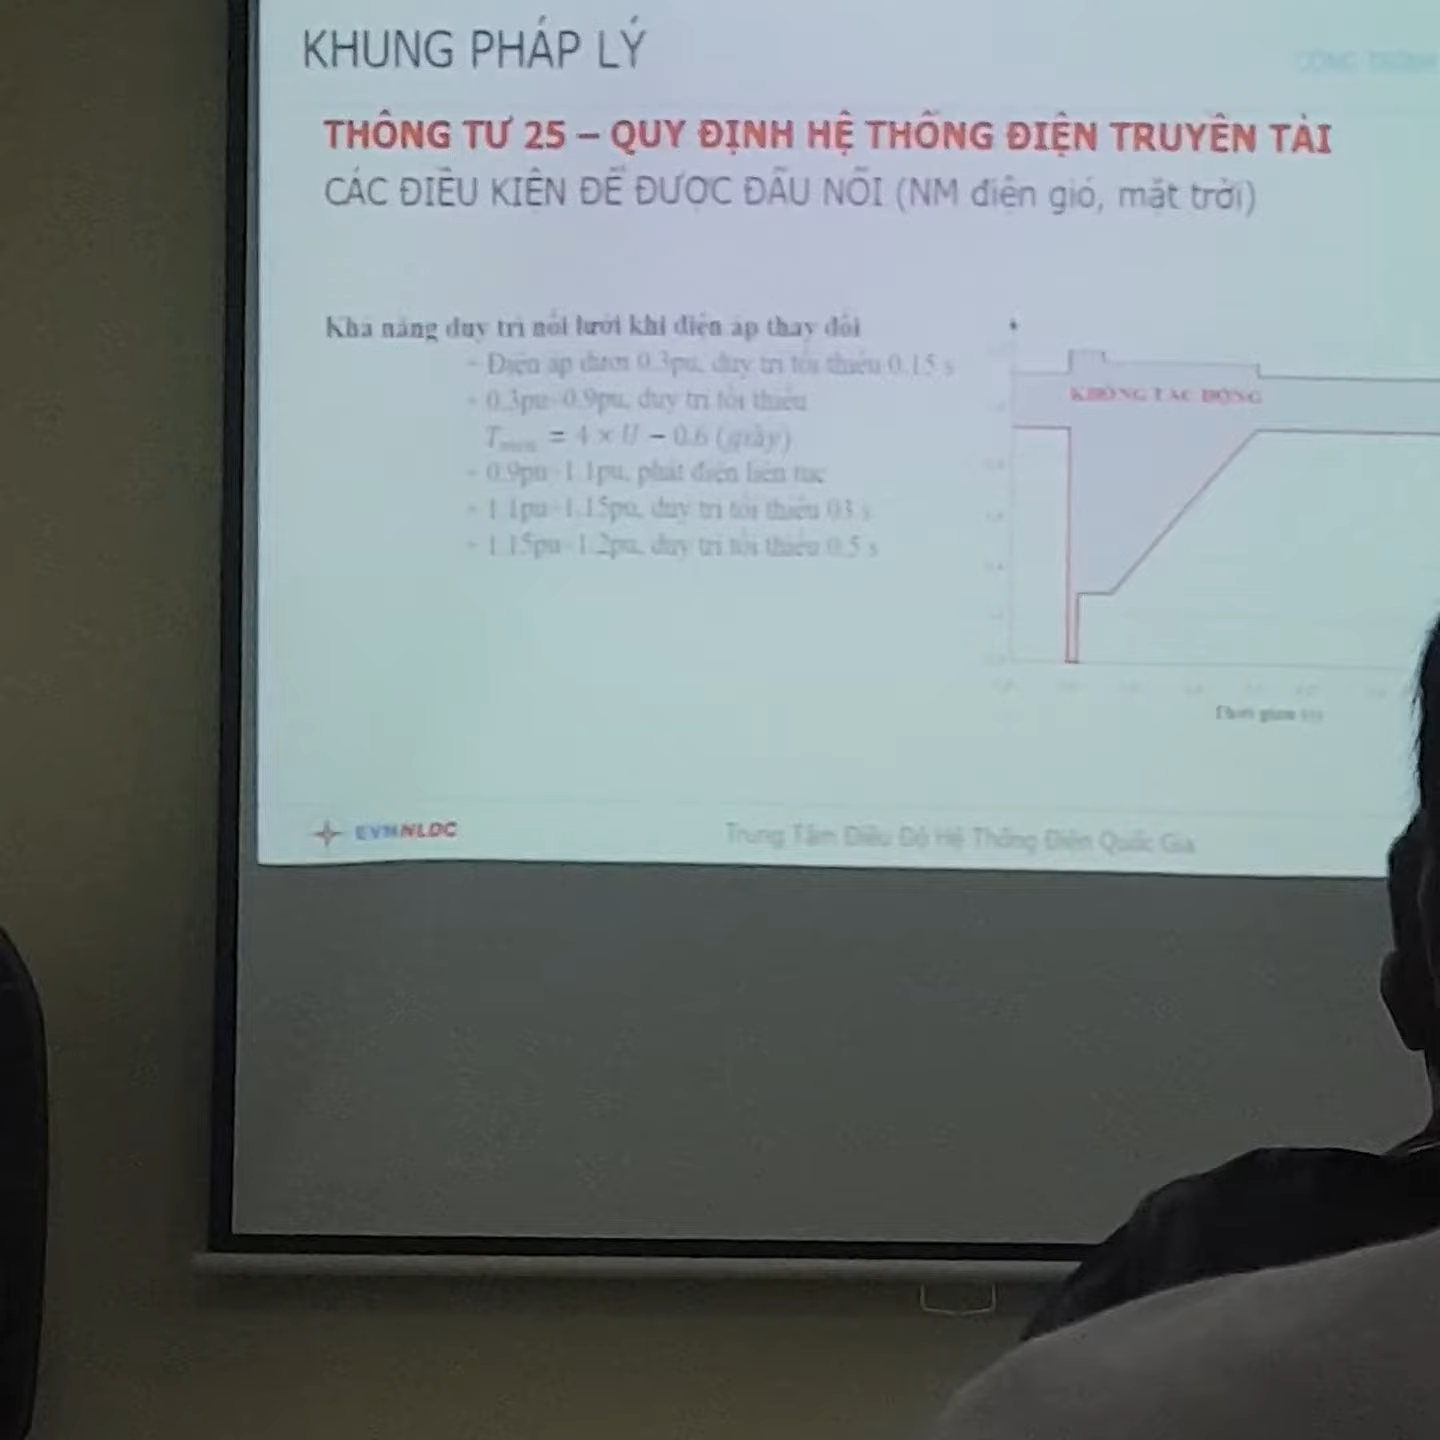 KHUNG PHÁP LÝ
THÔNG TƯ 25 – QUY ĐỊNH HỆ THỐNG ĐIỆN TRUYỀN TẢI
CÁC ĐIỀU KIỆN ĐỂ ĐƯỢC ĐẤU NỐI (NM điện gió, mặt trời)
Khả năng duy trì nối lưới khi điện áp thay đổi
- Điện áp dưới 0.3pu, duy trì tối thiểu 0.15 s
- 0.3pu-0.9pu, duy trì tối thiểu
= 4 × U − 0.6 (giây)
- 0.9pu-1.1pu, phát điện liên tục
- 1.1pu-1.15pu, duy trì tối thiểu 03 s
- 1.15pu-1.2pu, duy trì tối thiểu 0.5 s
KHÔNG TÁC ĐỘNG
Thời gian (s)
EVNNLDC
Trung Tâm Điều Độ Hệ Thống Điện Quốc Gia